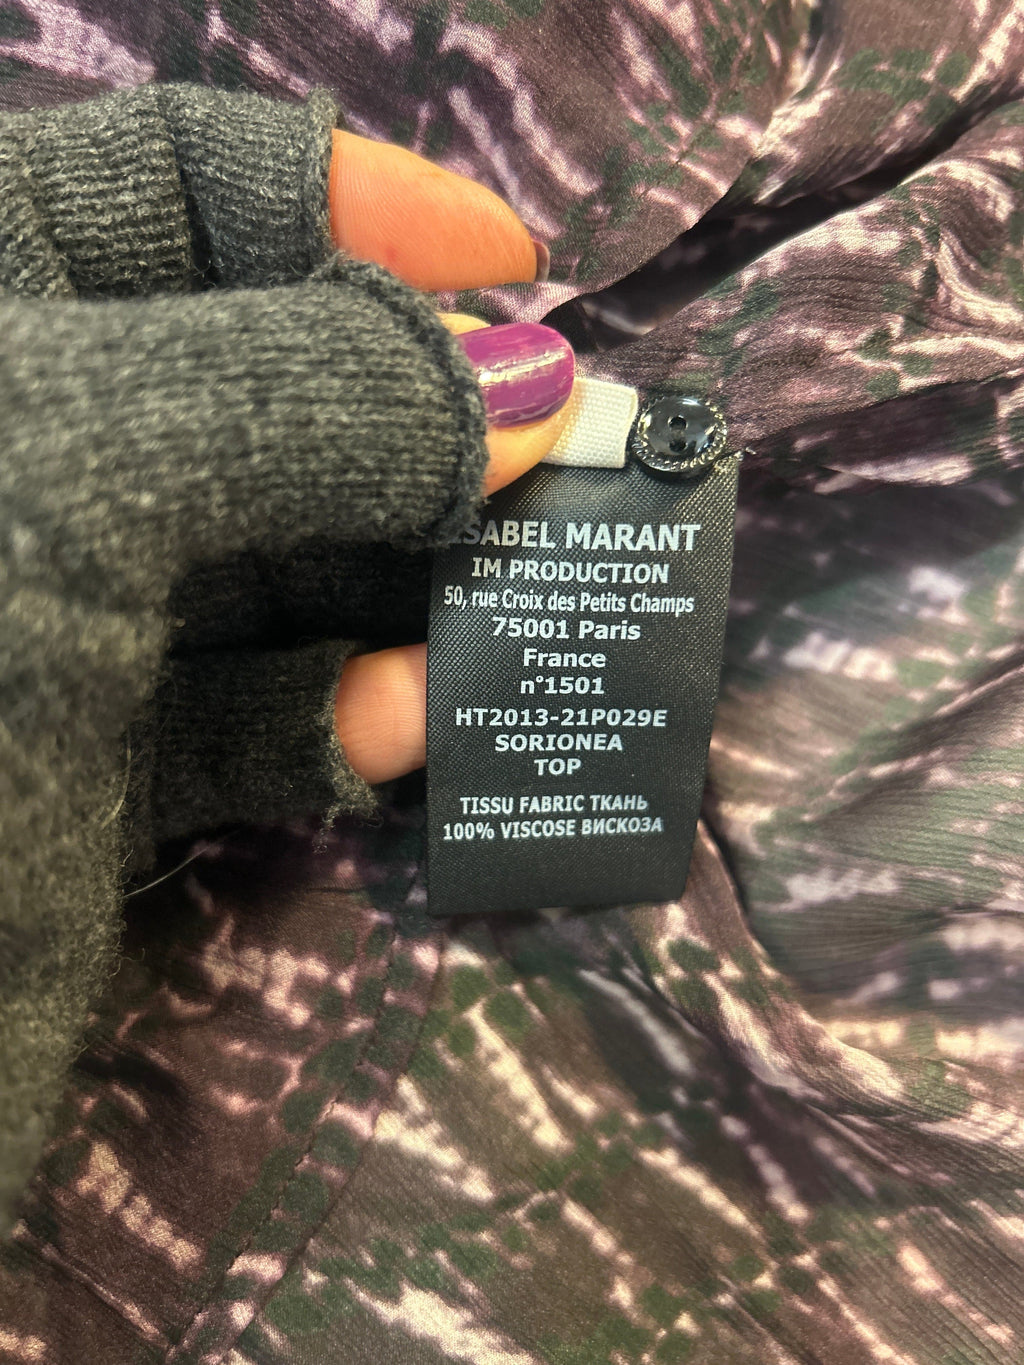 ISABEL MARANT
IM PRODUCTION
50, rue Croix des Petits Champs
75001 Paris
France
n°1501
HT2013-21P029E
SORIONEA
TOP
TISSU FABRIC ТКАНЬ
100% VISCOSE ВИСКОЗА